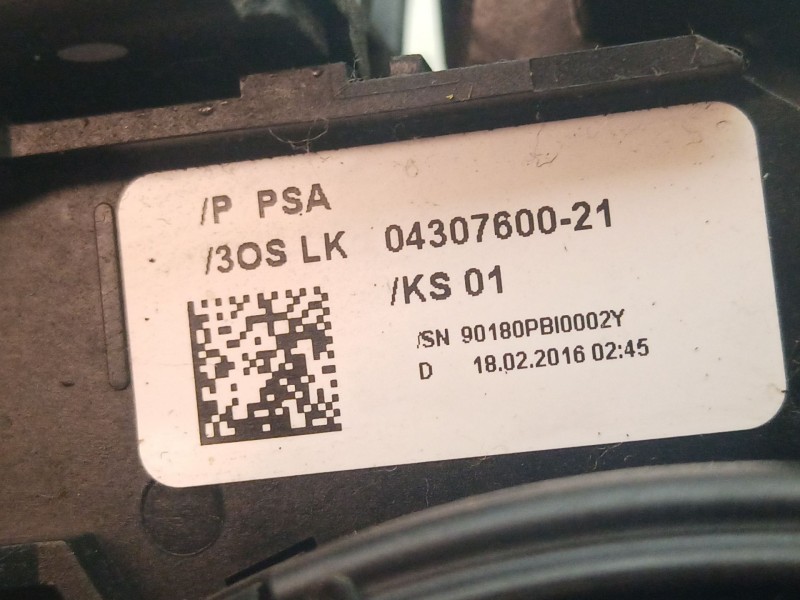 /P PSA
/3OS LK 04307600-21
/KS 01
/SN 90180PBI0002Y
D 18.02.2016 02:45